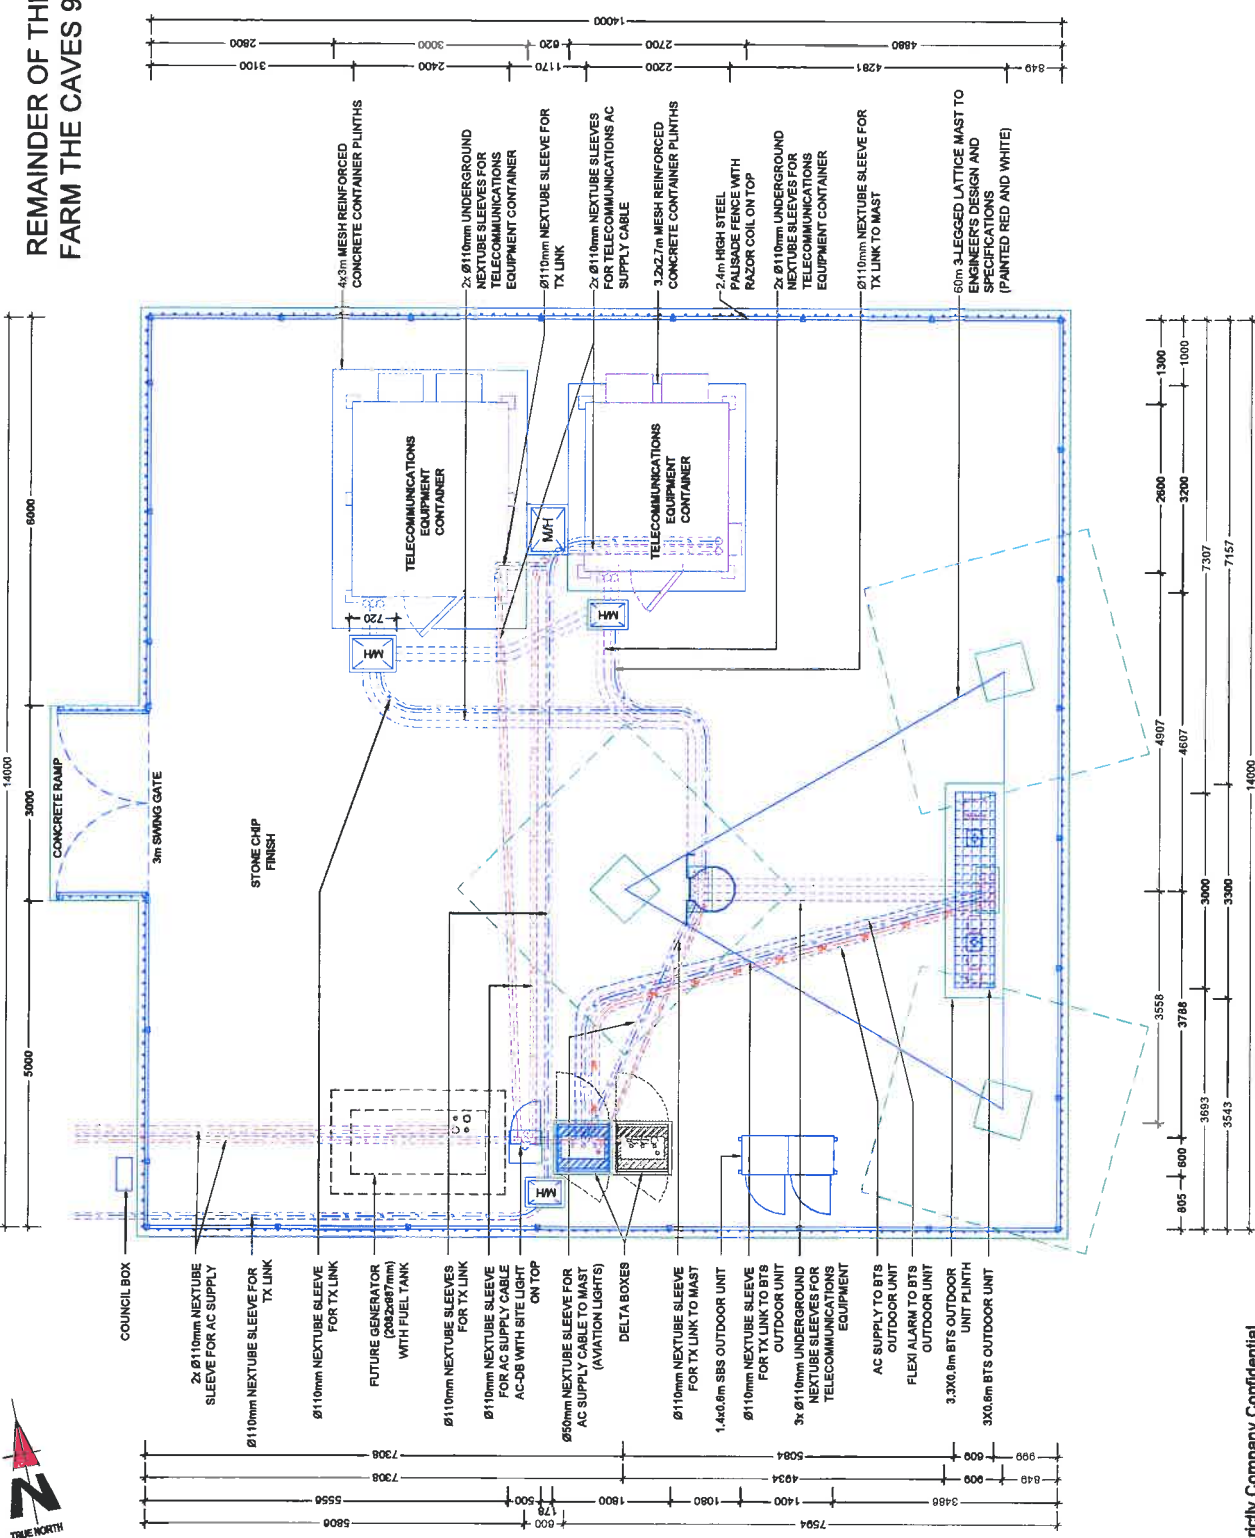 REMAINDER OF THE
FARM THE CAVES 9
14000
2800
3000
620
2700
4880
3100
2400
1170
2200
4281
849
4x3m MESH REINFORCED
CONCRETE CONTAINER PLINTHS
2x Ø110mm UNDERGROUND
NEXTUBE SLEEVES FOR
TELECOMMUNICATIONS
EQUIPMENT CONTAINER
Ø110mm NEXTUBE SLEEVE FOR
TX LINK
2x Ø110mm NEXTUBE SLEEVES
FOR TELECOMMUNICATIONS AC
SUPPLY CABLE
3.2x2.7m MESH REINFORCED
CONCRETE CONTAINER PLINTHS
2.4m HIGH STEEL
PALISADE FENCE WITH
RAZOR COIL ON TOP
2x Ø110mm UNDERGROUND
NEXTUBE SLEEVES FOR
TELECOMMUNICATIONS
EQUIPMENT CONTAINER
Ø110mm NEXTUBE SLEEVE FOR
TX LINK TO MAST
60m 3-LEGGED LATTICE MAST TO
ENGINEER'S DESIGN AND
SPECIFICATIONS
(PAINTED RED AND WHITE)
14000
6000
3000
5000
CONCRETE RAMP
3m SWING GATE
STONE CHIP
FINISH
TELECOMMUNICATIONS
EQUIPMENT
CONTAINER
TELECOMMUNICATIONS
EQUIPMENT
CONTAINER
720
M/H
M/H
M/H
M/H
1300
2600
4907
3558
1000
3200
4607
3788
600
805
7307
3000
3693
7157
3300
3543
14000
COUNCIL BOX
2x Ø110mm NEXTUBE
SLEEVE FOR AC SUPPLY
Ø110mm NEXTUBE SLEEVE FOR
TX LINK
Ø110mm NEXTUBE SLEEVE
FOR TX LINK
FUTURE GENERATOR
(2082x987mm)
WITH FUEL TANK
Ø110mm NEXTUBE SLEEVES
FOR TX LINK
Ø110mm NEXTUBE SLEEVE
FOR AC SUPPLY CABLE
AC-DB WITH SITE LIGHT
ON TOP
Ø50mm NEXTUBE SLEEVE FOR
AC SUPPLY CABLE TO MAST
(AVIATION LIGHTS)
DELTA BOXES
Ø110mm NEXTUBE SLEEVE
FOR TX LINK TO MAST
1.4x0.6m SBS OUTDOOR UNIT
Ø110mm NEXTUBE SLEEVE
FOR TX LINK TO BTS
OUTDOOR UNIT
3x Ø110mm UNDERGROUND
NEXTUBE SLEEVES FOR
TELECOMMUNICATIONS
EQUIPMENT
AC SUPPLY TO BTS
OUTDOOR UNIT
FLEXI ALARM TO BTS
OUTDOOR UNIT
3.3X0.9m BTS OUTDOOR
UNIT PLINTH
3X0.6m BTS OUTDOOR UNIT
7308
5084
609
999
7308
4934
909
849
5556
500
178
1800
1080
1400
3486
5806
600
7594
N
TRUE NORTH
rictly Company Confidential